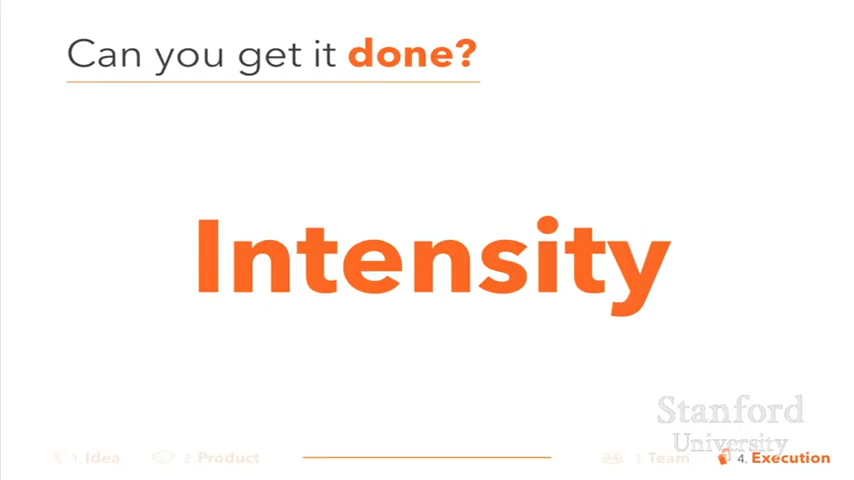 Can you get it done?
Intensity
Stanford
University
1. Idea
2. Product
3. Team
4. Execution